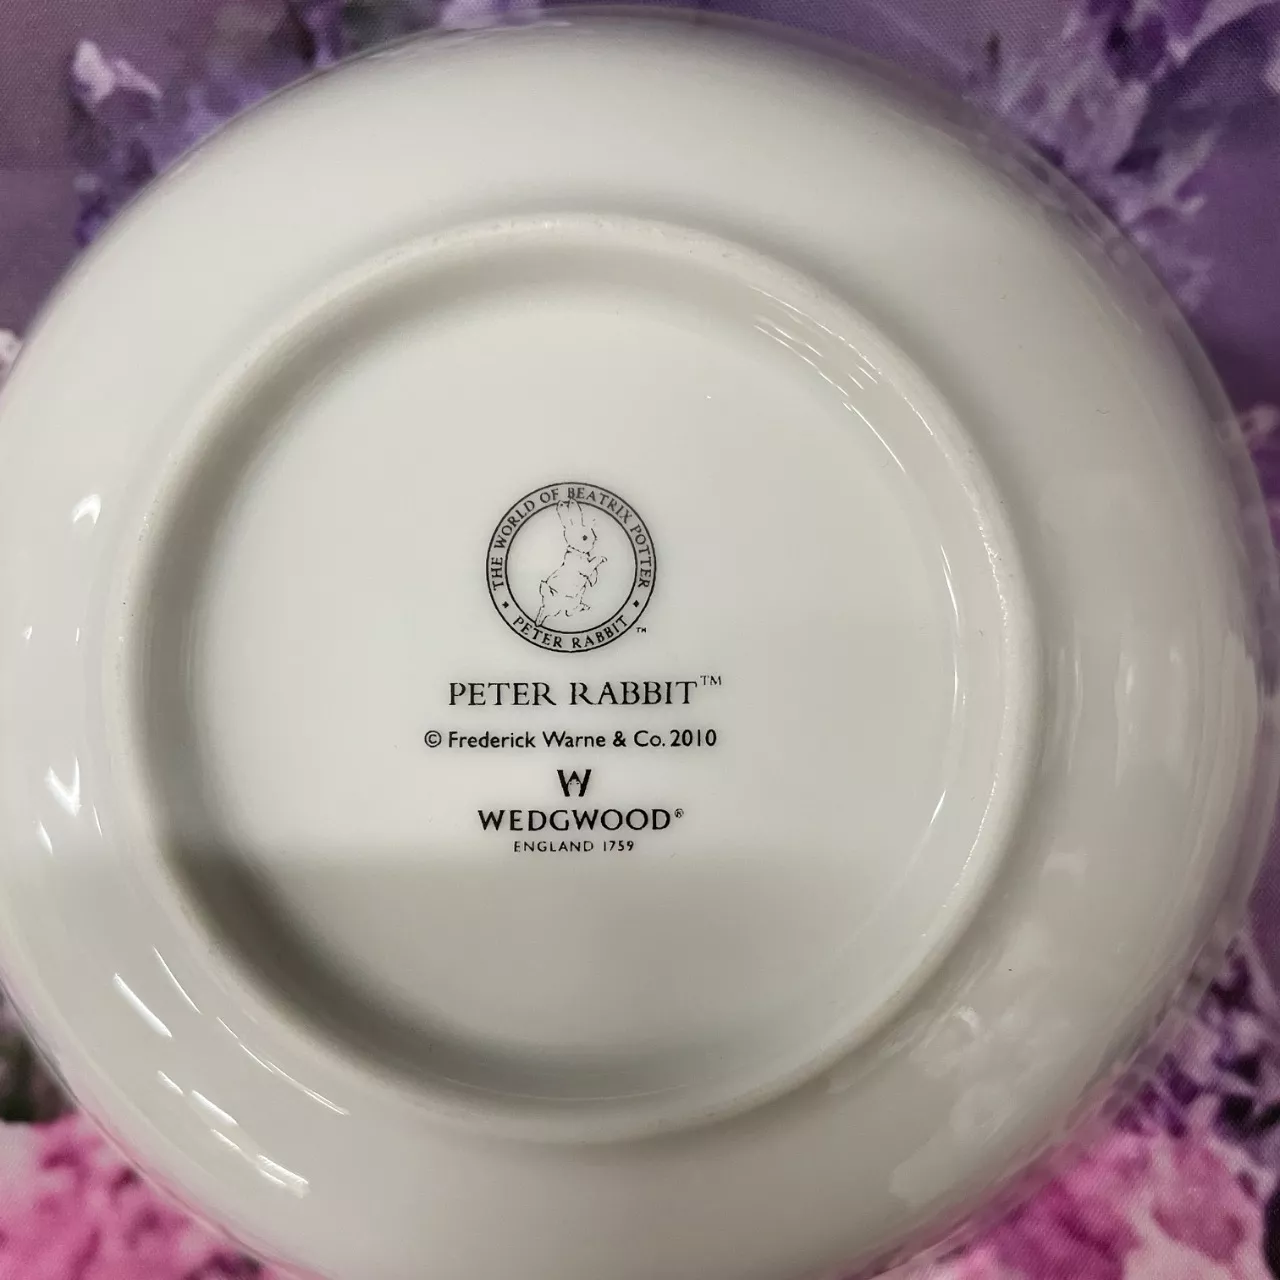 THE WORLD OF BEATRIX POTTER
• PETER RABBIT • ™
PETER RABBIT™
© Frederick Warne & Co. 2010
W
WEDGWOOD®
ENGLAND 1759